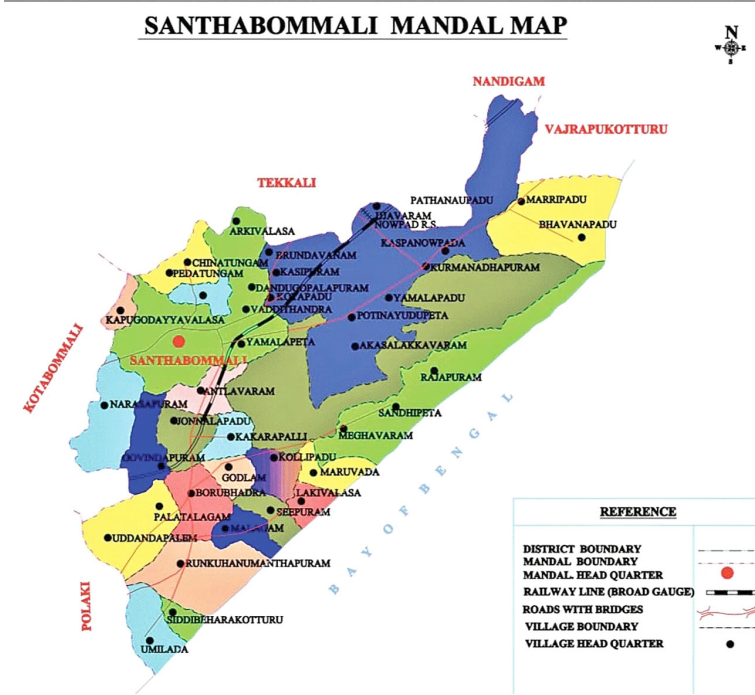 SANTHABOMMALI MANDAL MAP
N
W E
S
NANDIGAM
VAJRAPUKOTTURU
TEKKALI
PATHANAUPADU
MARRIPADU
UJAVARAM
NOWPAD R.S.
BHAVANAPADU
ARKIVALASA
KASPANOWPADA
BRUNDAVANAM
CHINATUNGAM
KURMANADHAPURAM
PEDATUNGAM
KASIPURAM
DANDUGOPALAPURAM
KOTAPADU
YAMALAPADU
KAPUGODAYYAVALASA
VADDITHANDRA
POTINAYUDUPETA
YAMALAPETA
AKASALAKKAVARAM
SANTHABOMMALI
KOTABOMMALI
RAJAPURAM
ANTLAVARAM
NARASAPURAM
SANDHIPETA
JONNALAPADU
MEGHAVARAM
KAKARAPALLI
GOVINDAPURAM
KOLLIPADU
GODLAM
MARUVADA
BORUBHADRA
LAKIVALASA
PALATALAGAM
SEEPURAM
MALAGAM
UDDANDAPALEM
RUNKUHANUMANTHAPURAM
POLAKI
SIDDIBEHARAKOTTURU
UMILADA
BAY OF BENGAL
REFERENCE
DISTRICT BOUNDARY
MANDAL BOUNDARY
MANDAL. HEAD QUARTER
RAILWAY LINE (BROAD GAUGE)
ROADS WITH BRIDGES
VILLAGE BOUNDARY
VILLAGE HEAD QUARTER